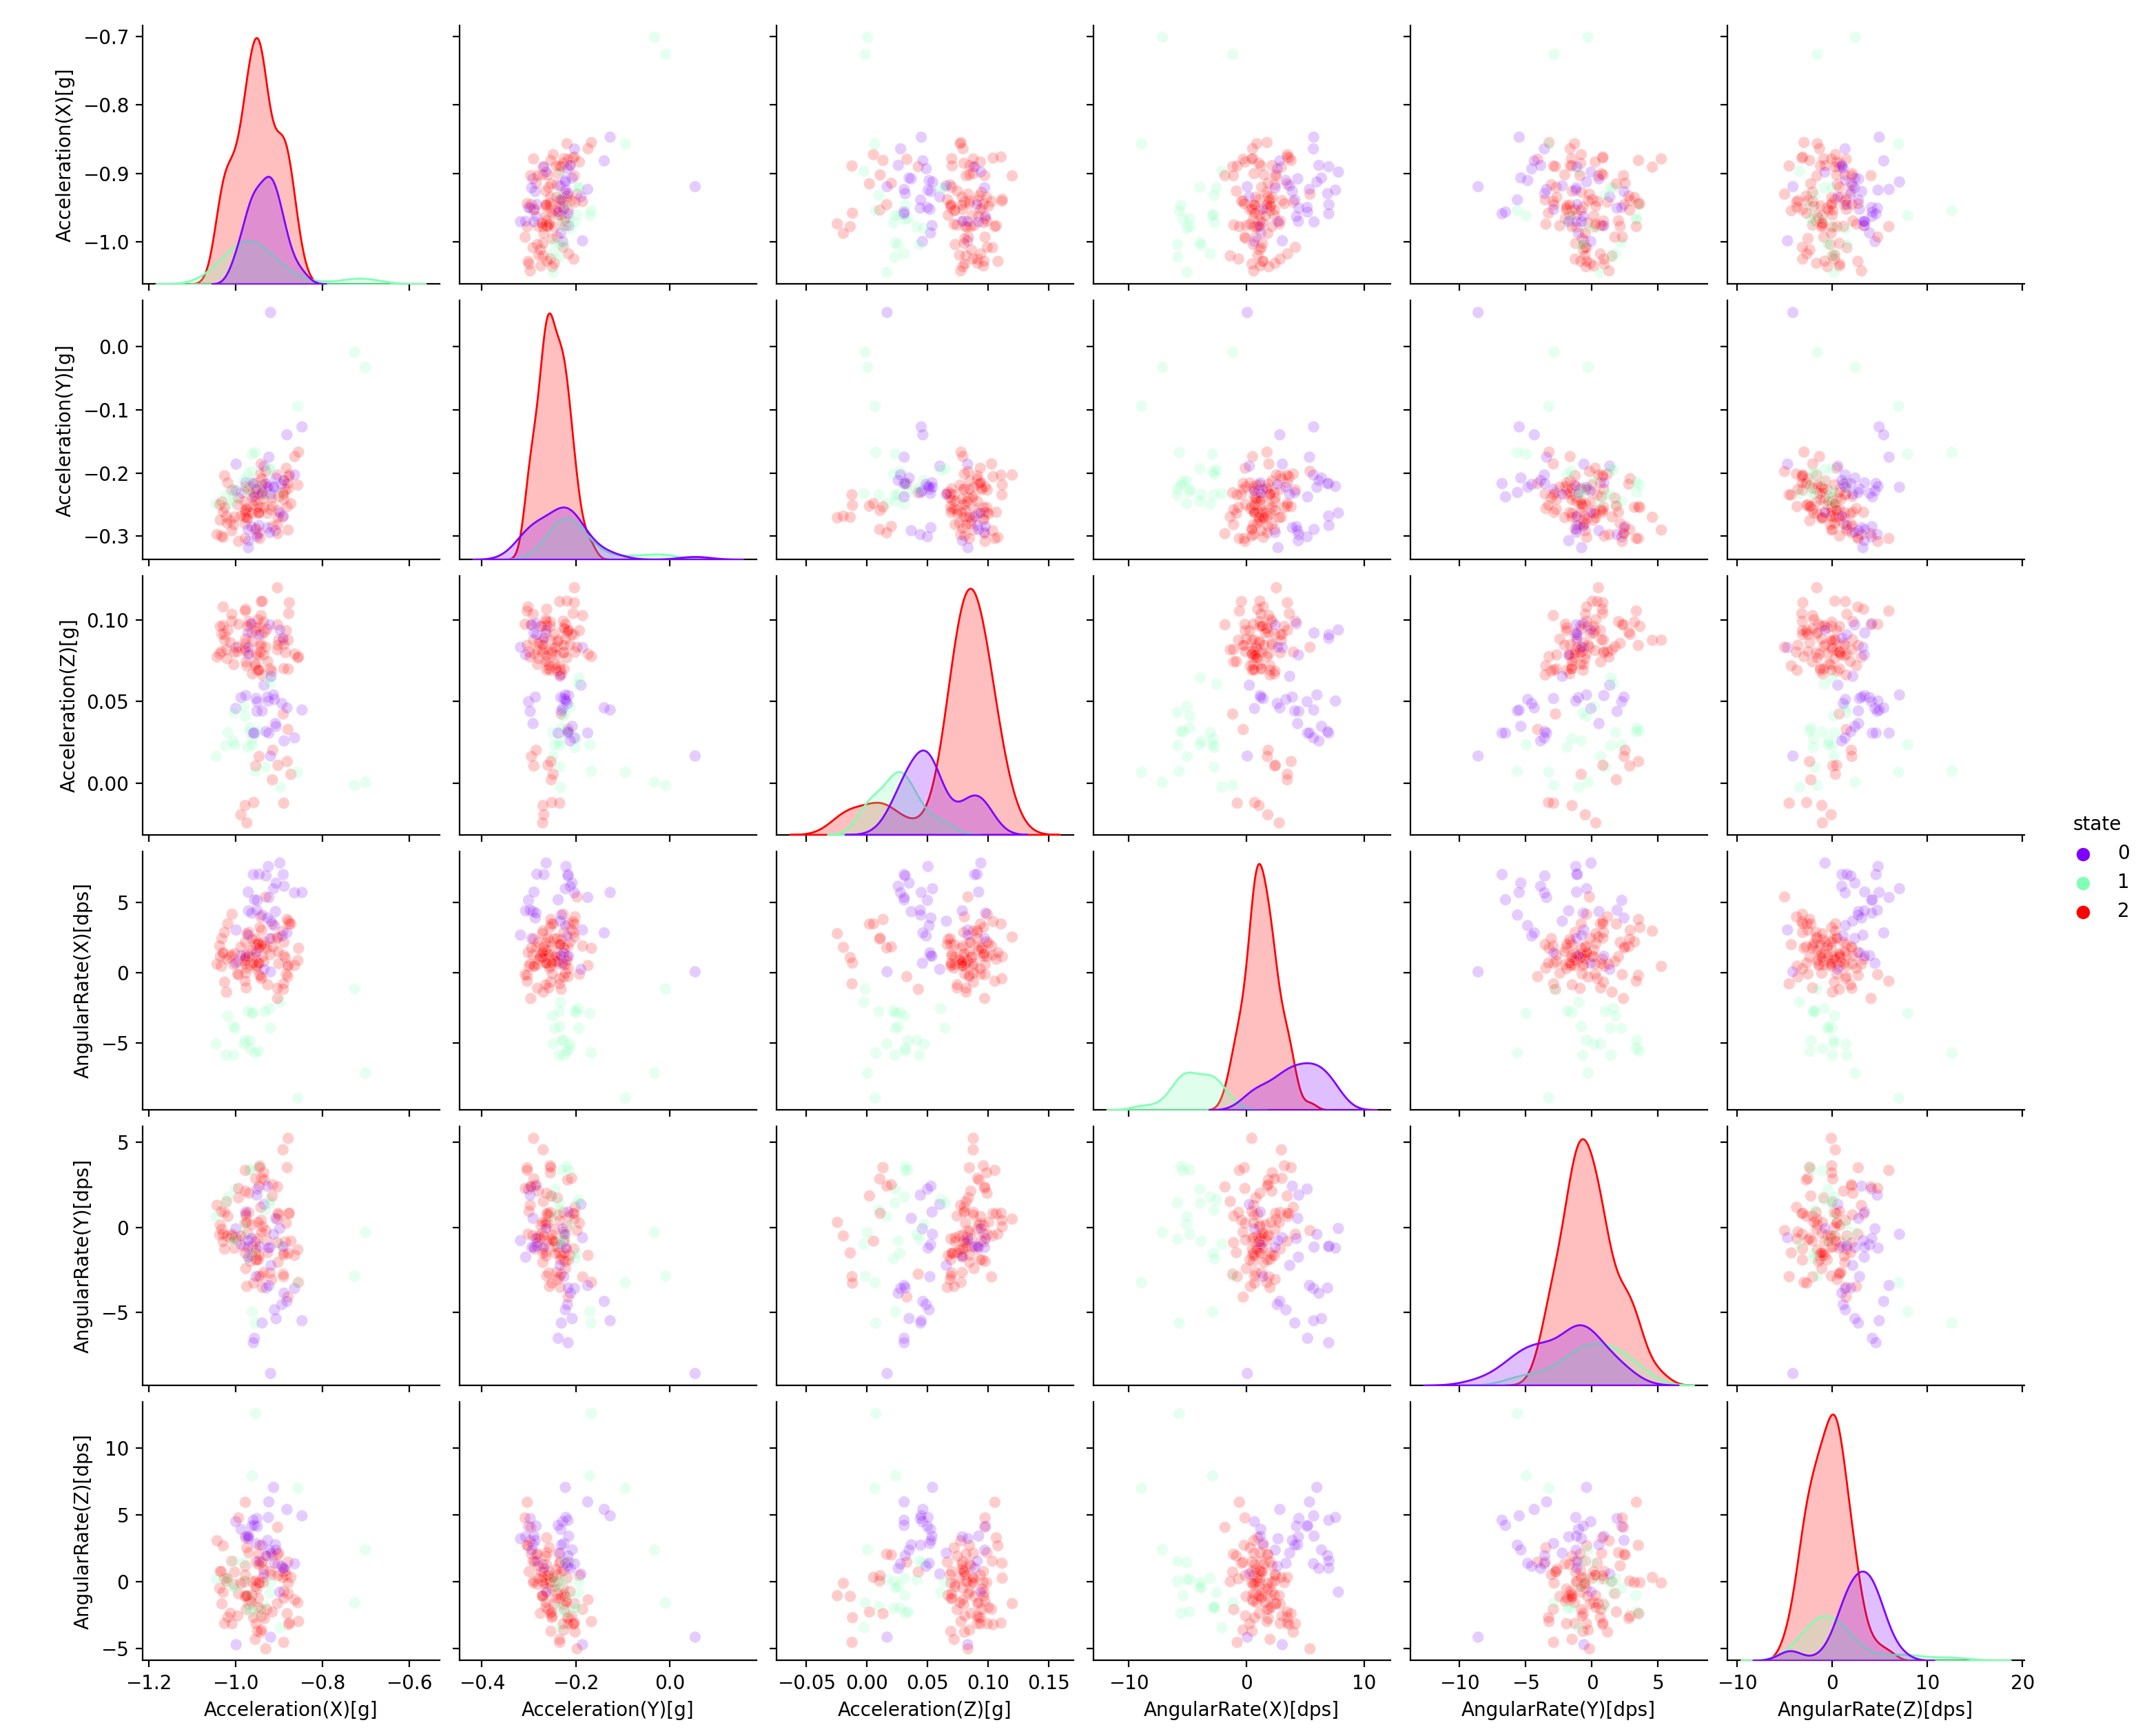 −0.7
−0.8
−0.9
−1.0
Acceleration(X)[g]
0.0
−0.1
−0.2
−0.3
Acceleration(Y)[g]
0.10
0.05
0.00
Acceleration(Z)[g]
state
0
1
2
5
0
−5
AngularRate(X)[dps]
5
0
−5
AngularRate(Y)[dps]
10
5
0
−5
AngularRate(Z)[dps]
−1.2 −1.0 −0.8 −0.6 −0.4 −0.2 0.0 −0.05 0.00 0.05 0.10 0.15 −10 0 10 −10 −5 0 5 −10 0 10 20
Acceleration(X)[g] Acceleration(Y)[g] Acceleration(Z)[g] AngularRate(X)[dps] AngularRate(Y)[dps] AngularRate(Z)[dps]